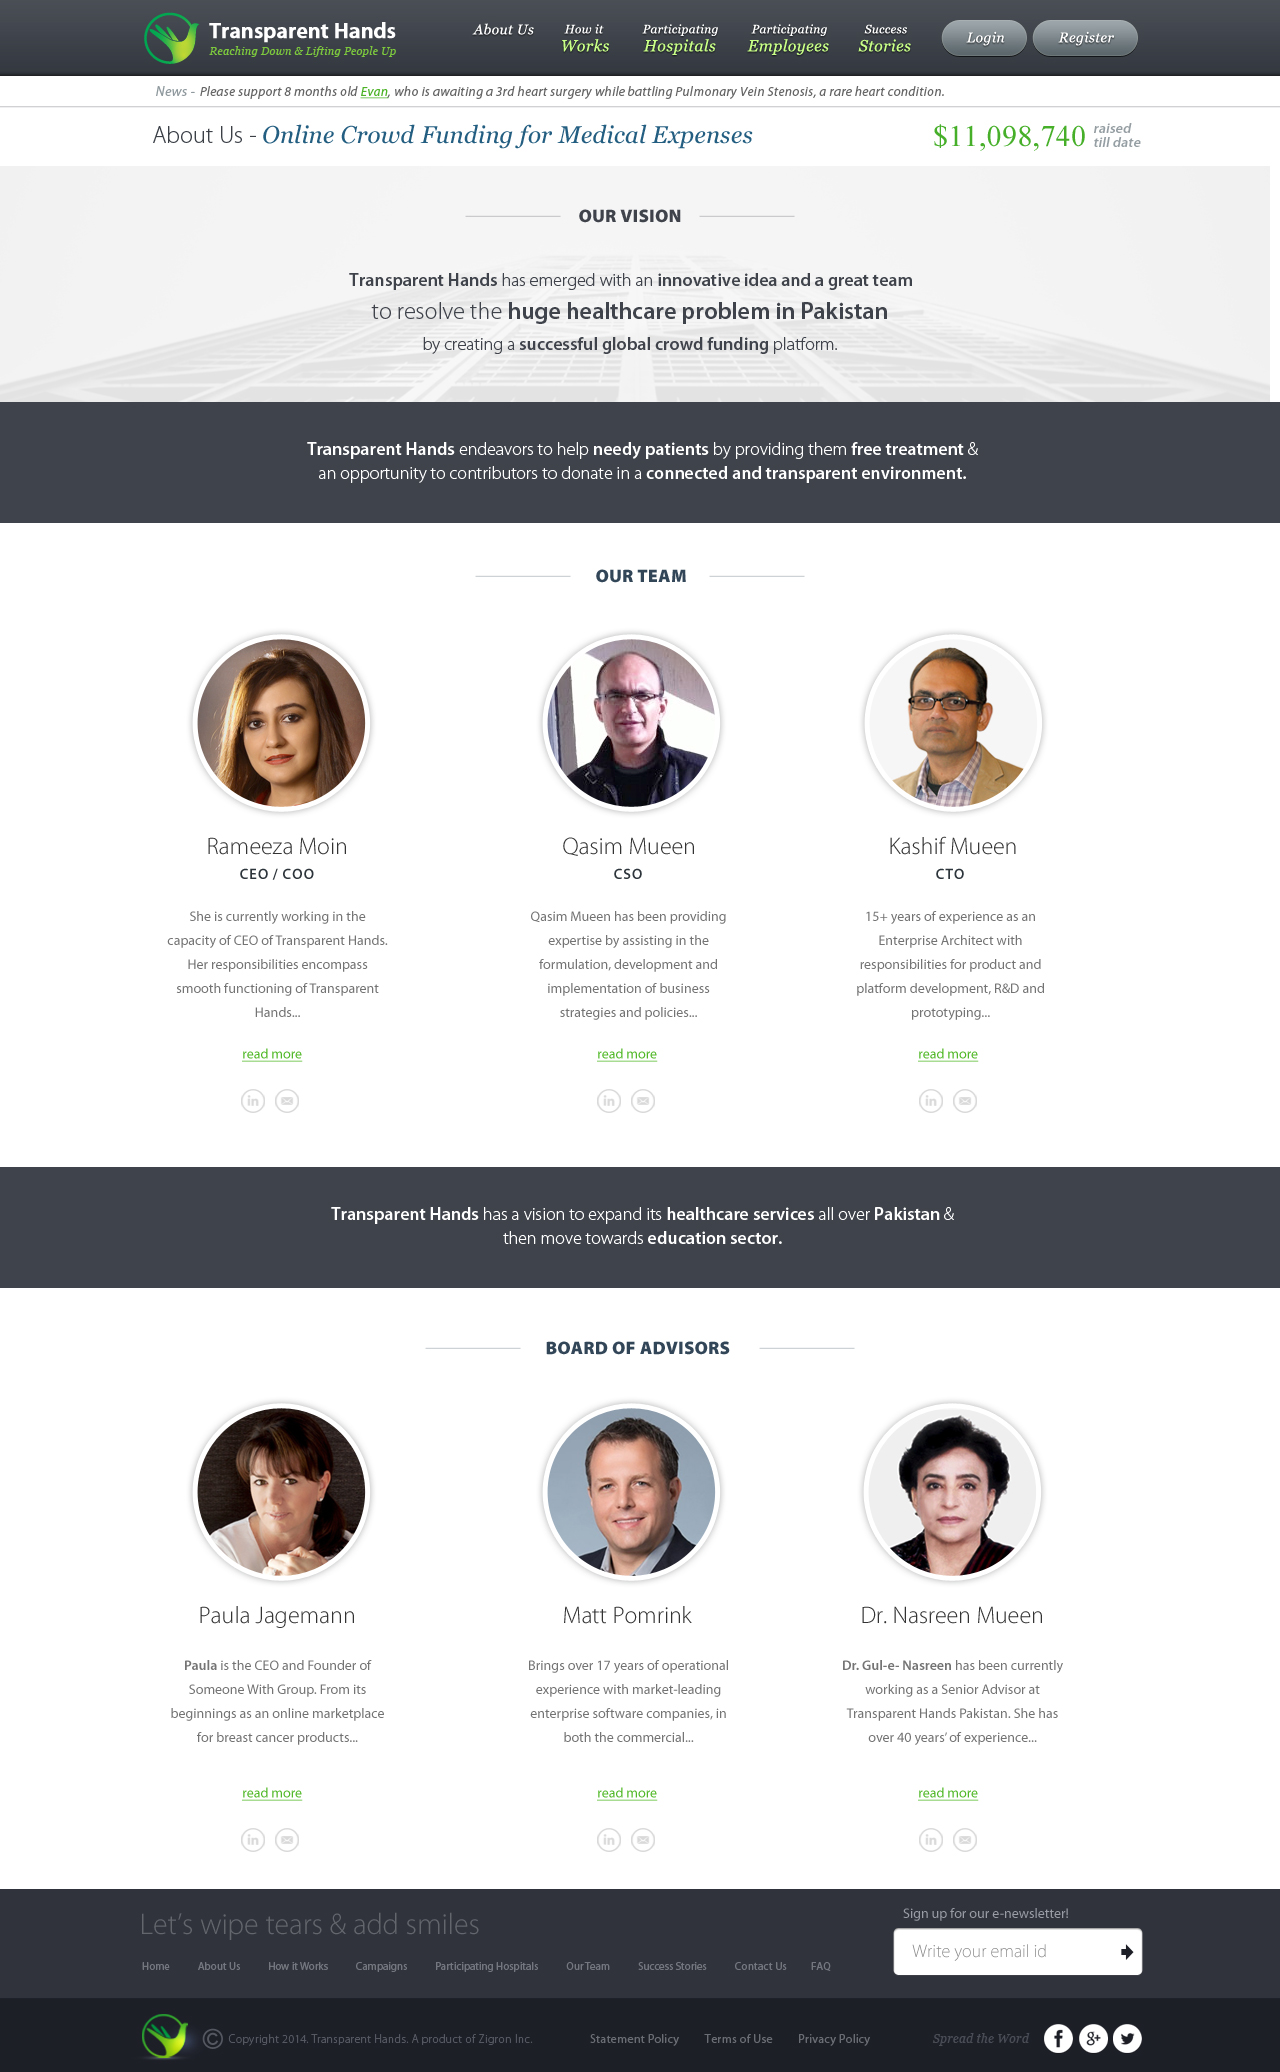 Transparent Hands
Reaching Down & Lifting People Up
About Us
How it
Works
Participating
Hospitals
Participating
Employees
Success
Stories
Login
Register
News - Please support 8 months old Evan, who is awaiting a 3rd heart surgery while battling Pulmonary Vein Stenosis, a rare heart condition.
About Us - Online Crowd Funding for Medical Expenses
$11,098,740 raised
till date
OUR VISION
Transparent Hands has emerged with an innovative idea and a great team
to resolve the huge healthcare problem in Pakistan
by creating a successful global crowd funding platform.
Transparent Hands endeavors to help needy patients by providing them free treatment &
an opportunity to contributors to donate in a connected and transparent environment.
OUR TEAM
Rameeza Moin
CEO / COO
She is currently working in the
capacity of CEO of Transparent Hands.
Her responsibilities encompass
smooth functioning of Transparent
Hands...
read more
in
Qasim Mueen
CSO
Qasim Mueen has been providing
expertise by assisting in the
formulation, development and
implementation of business
strategies and policies...
read more
in
Kashif Mueen
CTO
15+ years of experience as an
Enterprise Architect with
responsibilities for product and
platform development, R&D and
prototyping...
read more
in
Transparent Hands has a vision to expand its healthcare services all over Pakistan &
then move towards education sector.
BOARD OF ADVISORS
Paula Jagemann
Paula is the CEO and Founder of
Someone With Group. From its
beginnings as an online marketplace
for breast cancer products...
read more
in
Matt Pomrink
Brings over 17 years of operational
experience with market-leading
enterprise software companies, in
both the commercial...
read more
in
Dr. Nasreen Mueen
Dr. Gul-e- Nasreen has been currently
working as a Senior Advisor at
Transparent Hands Pakistan. She has
over 40 years' of experience...
read more
in
Let's wipe tears & add smiles
Home About Us How it Works Campaigns Participating Hospitals Our Team Success Stories Contact Us FAQ
Sign up for our e-newsletter!
Write your email id
© Copyright 2014. Transparent Hands. A product of Zigron Inc.
Statement Policy Terms of Use Privacy Policy
Spread the Word
f g+